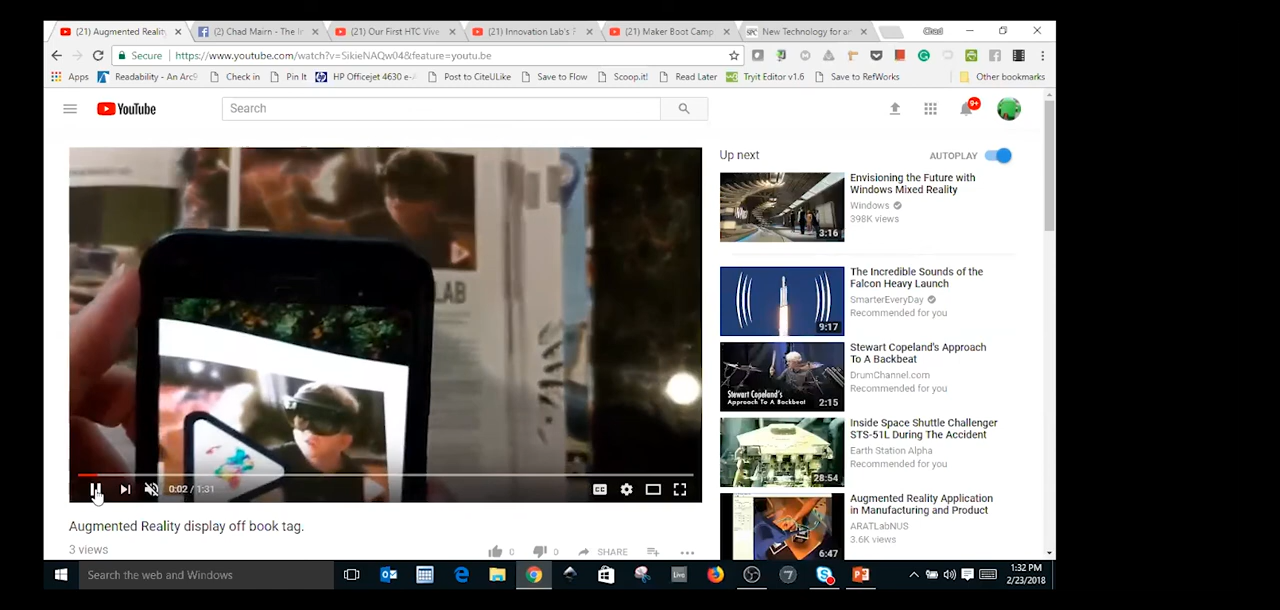 (21) Augmented Reality
(2) Chad Mairn - The In
(21) Our First HTC Vive
(21) Innovation Lab's
(21) Maker Boot Camp
SPC
New Technology for an
Chad
Secure
https://www.youtube.com/watch?v=SikieNAQw04&feature=youtu.be
Apps
Readability - An Arc9
Check in
Pin It
HP Officejet 4630 e-
Post to CiteULike
Save to Flow
Scoop.it!
Read Later
Tryit Editor v1.6
Save to RefWorks
Other bookmarks
YouTube
Search
9+
LAB
0:02 / 1:31
CC
Augmented Reality display off book tag.
3 views
0
0
SHARE
Up next
AUTOPLAY
3:16
Envisioning the Future with
Windows Mixed Reality
Windows
398K views
9:17
The Incredible Sounds of the
Falcon Heavy Launch
SmarterEveryDay
Recommended for you
Stewart Copeland's
Approach To A Backbeat
2:15
Stewart Copeland's Approach
To A Backbeat
DrumChannel.com
Recommended for you
28:54
Inside Space Shuttle Challenger
STS-51L During The Accident
Earth Station Alpha
Recommended for you
6:47
Augmented Reality Application
in Manufacturing and Product
ARATLabNUS
3.6K views
Search the web and Windows
Live
1:32 PM
2/23/2018